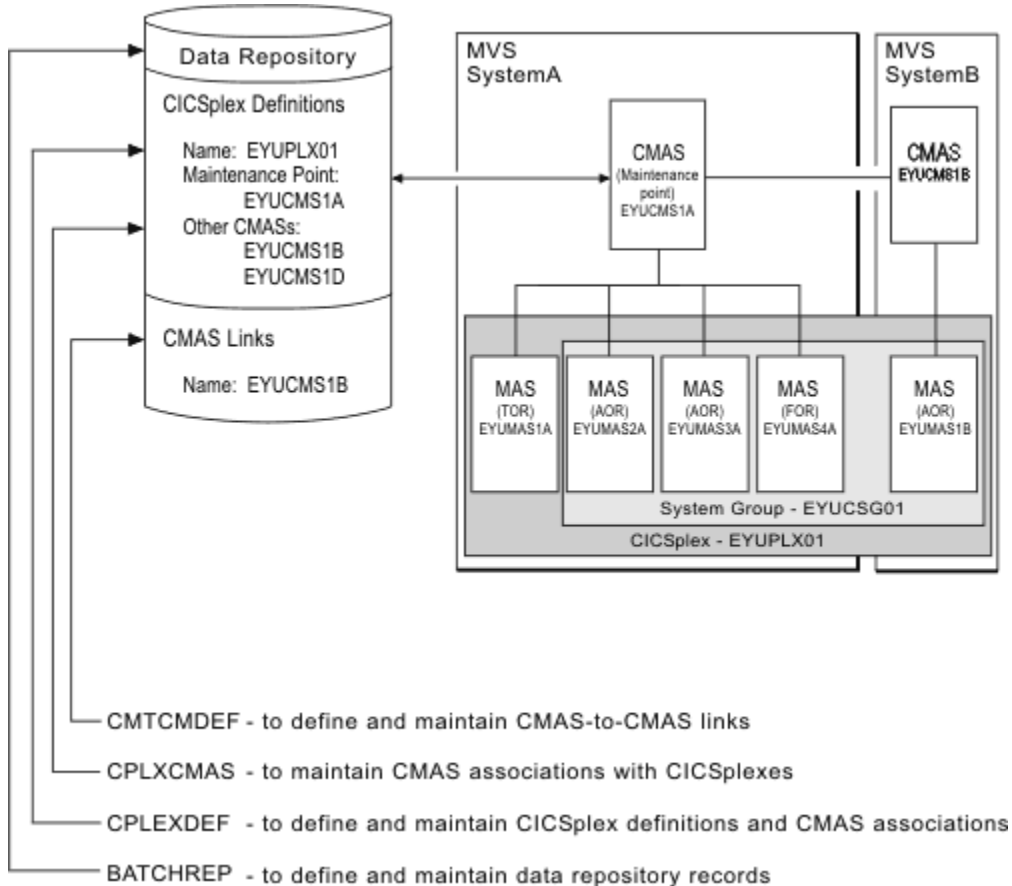 Data Repository
CICSplex Definitions
Name: EYUPLX01
Maintenance Point:
EYUCMS1A
Other CMASs:
EYUCMS1B
EYUCMS1D
CMAS Links
Name: EYUCMS1B
MVS
SystemA
CMAS
(Maintenance
point)
EYUCMS1A
MVS
SystemB
CMAS
EYUCMS1B
MAS
(TOR)
EYUMAS1A
MAS
(AOR)
EYUMAS2A
MAS
(AOR)
EYUMAS3A
MAS
(FOR)
EYUMAS4A
MAS
(AOR)
EYUMAS1B
System Group - EYUCSG01
CICSplex - EYUPLX01
CMTCMDEF - to define and maintain CMAS-to-CMAS links
CPLXCMAS - to maintain CMAS associations with CICSplexes
CPLEXDEF - to define and maintain CICSplex definitions and CMAS associations
BATCHREP - to define and maintain data repository records